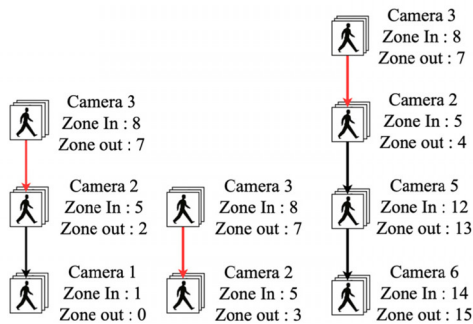 Camera 3
Zone In : 8
Zone out : 7
Camera 2
Zone In : 5
Zone out : 2
Camera 1
Zone In : 1
Zone out : 0
Camera 3
Zone In : 8
Zone out : 7
Camera 2
Zone In : 5
Zone out : 3
Camera 3
Zone In : 8
Zone out : 7
Camera 2
Zone In : 5
Zone out : 4
Camera 5
Zone In : 12
Zone out : 13
Camera 6
Zone In : 14
Zone out : 15